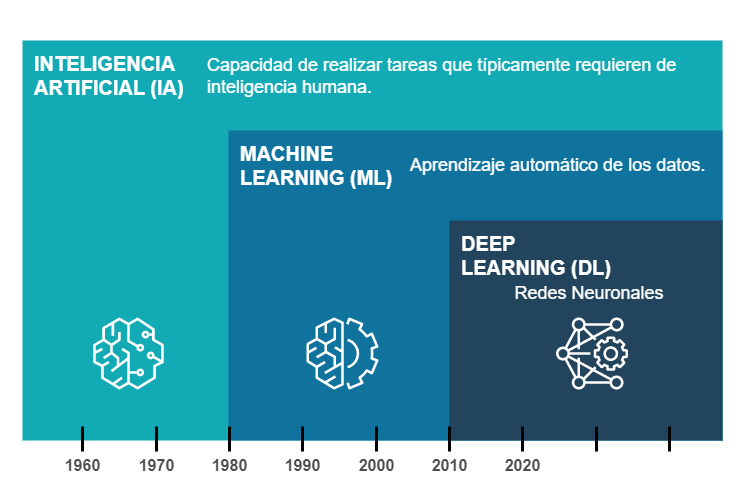 INTELIGENCIA
ARTIFICIAL (IA)
Capacidad de realizar tareas que típicamente requieren de
inteligencia humana.
MACHINE
LEARNING (ML)
Aprendizaje automático de los datos.
DEEP
LEARNING (DL)
Redes Neuronales
1960 1970 1980 1990 2000 2010 2020